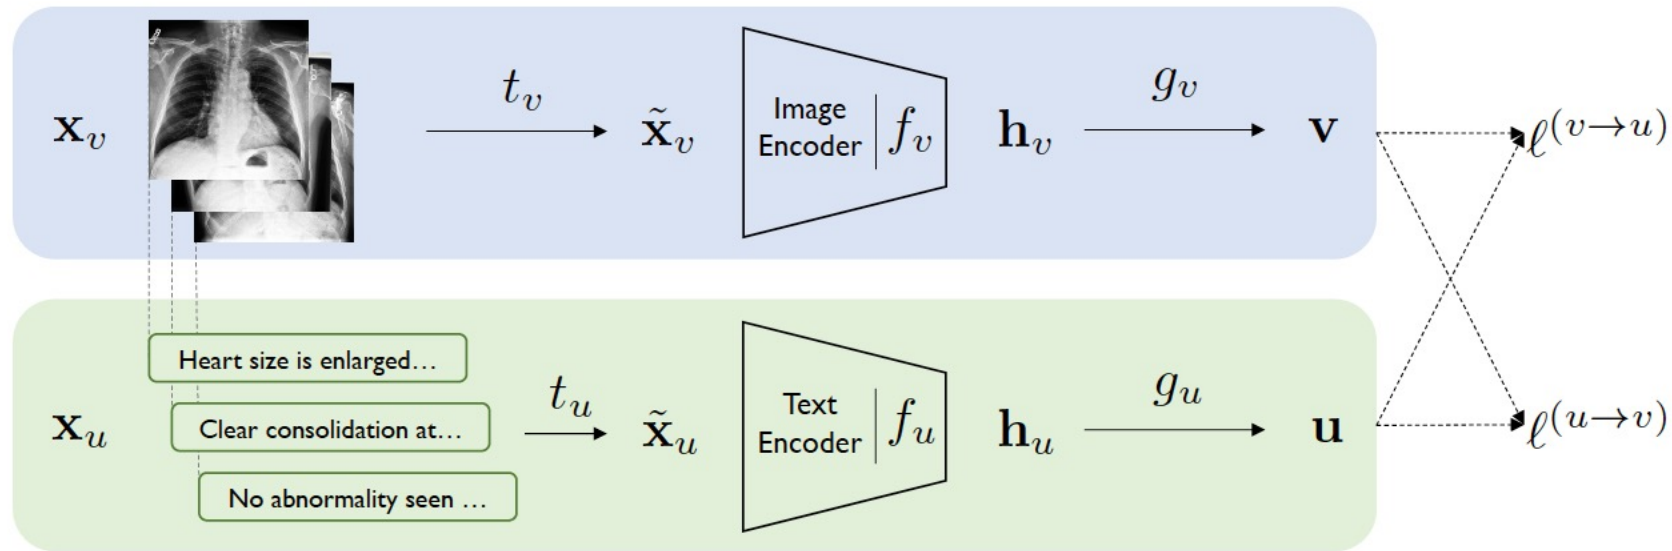 x_v
t_v
x̃_v
Image
Encoder | f_v
h_v
g_v
v
ℓ^(v→u)
x_u
Heart size is enlarged…
Clear consolidation at…
No abnormality seen …
t_u
x̃_u
Text
Encoder | f_u
h_u
g_u
u
ℓ^(u→v)